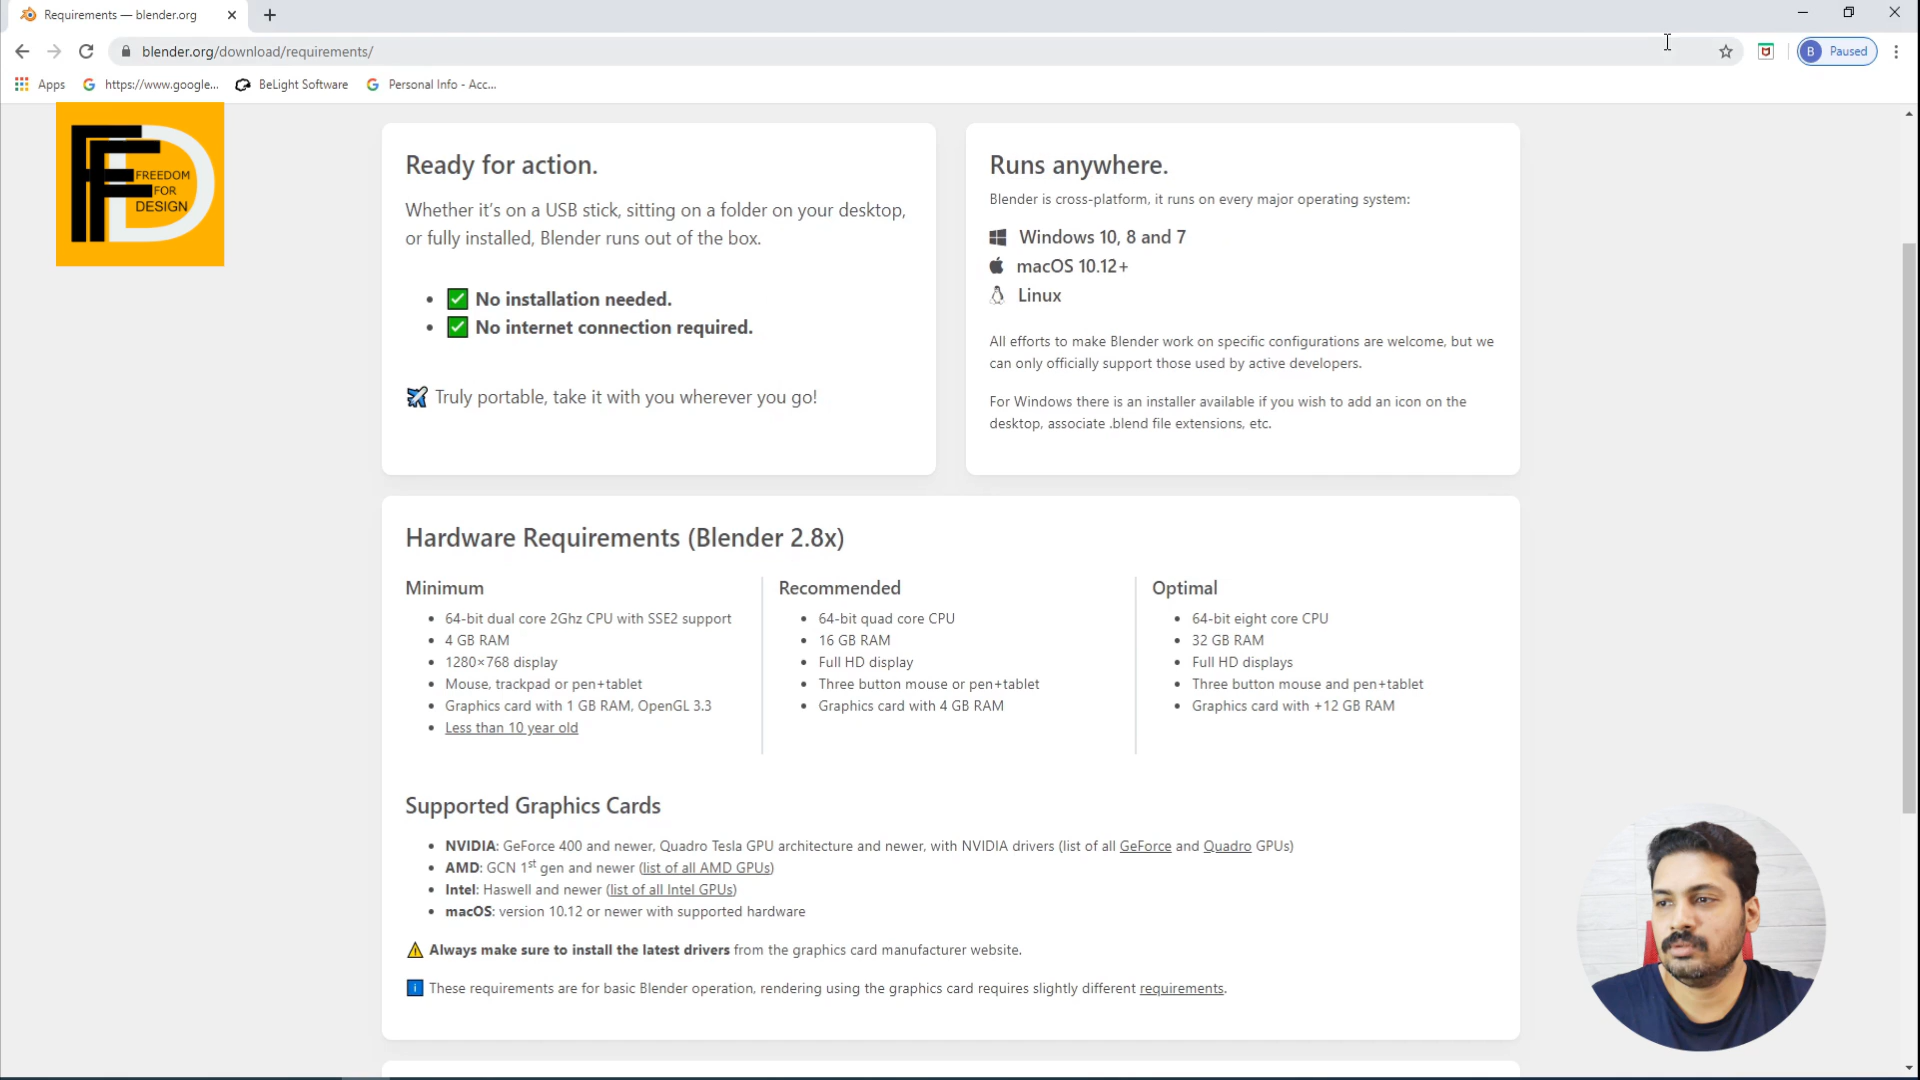 Requirements — blender.org
blender.org/download/requirements/
B Paused
Apps
https://www.google...
BeLight Software
Personal Info - Acc...
FREEDOM
FOR
DESIGN
Ready for action.
Whether it's on a USB stick, sitting on a folder on your desktop,
or fully installed, Blender runs out of the box.
No installation needed.
No internet connection required.
Truly portable, take it with you wherever you go!
Runs anywhere.
Blender is cross-platform, it runs on every major operating system:
Windows 10, 8 and 7
macOS 10.12+
Linux
All efforts to make Blender work on specific configurations are welcome, but we
can only officially support those used by active developers.
For Windows there is an installer available if you wish to add an icon on the
desktop, associate .blend file extensions, etc.
Hardware Requirements (Blender 2.8x)
Minimum
64-bit dual core 2Ghz CPU with SSE2 support
4 GB RAM
1280×768 display
Mouse, trackpad or pen+tablet
Graphics card with 1 GB RAM, OpenGL 3.3
Less than 10 year old
Recommended
64-bit quad core CPU
16 GB RAM
Full HD display
Three button mouse or pen+tablet
Graphics card with 4 GB RAM
Optimal
64-bit eight core CPU
32 GB RAM
Full HD displays
Three button mouse and pen+tablet
Graphics card with +12 GB RAM
Supported Graphics Cards
NVIDIA: GeForce 400 and newer, Quadro Tesla GPU architecture and newer, with NVIDIA drivers (list of all GeForce and Quadro GPUs)
AMD: GCN 1st gen and newer (list of all AMD GPUs)
Intel: Haswell and newer (list of all Intel GPUs)
macOS: version 10.12 or newer with supported hardware
Always make sure to install the latest drivers from the graphics card manufacturer website.
These requirements are for basic Blender operation, rendering using the graphics card requires slightly different requirements.